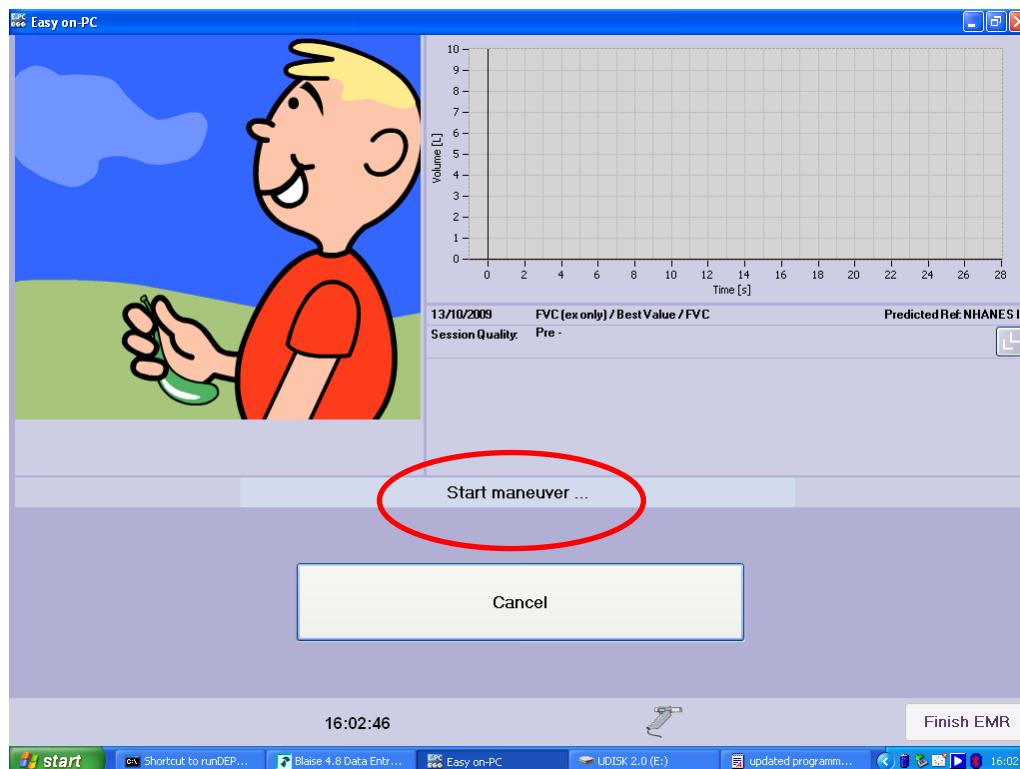 Easy on-PC
10
9
8
7
6
5
4
3
2
1
0
Volume [L]
0 2 4 6 8 10 12 14 16 18 20 22 24 26 28
Time [s]
13/10/2009 FVC (ex only) / Best Value / FVC Predicted Ref: NHANES I
Session Quality: Pre -
Start maneuver ...
Cancel
16:02:46
Finish EMR
start
Shortcut to runDEP...
Blaise 4.8 Data Entr...
Easy on-PC
UDISK 2.0 (E:)
updated programm...
16:02